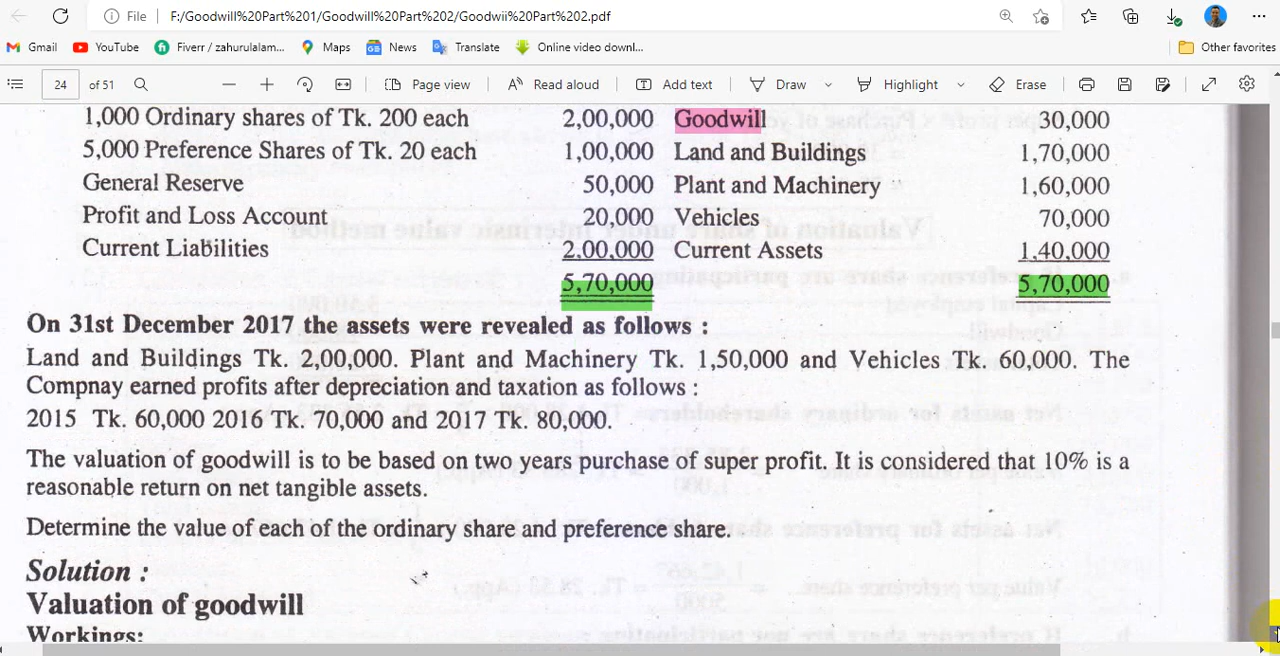 File F:/Goodwill%20Part%201/Goodwill%20Part%202/Goodwii%20Part%202.pdf
Gmail YouTube Fiverr / zahurulalam... Maps News Translate Online video downl... Other favorites
24 of 51 Page view Read aloud Add text Draw Highlight Erase
1,000 Ordinary shares of Tk. 200 each 2,00,000 Goodwill 30,000
5,000 Preference Shares of Tk. 20 each 1,00,000 Land and Buildings 1,70,000
General Reserve 50,000 Plant and Machinery 1,60,000
Profit and Loss Account 20,000 Vehicles 70,000
Current Liabilities 2,00,000 Current Assets 1,40,000
5,70,000 5,70,000
On 31st December 2017 the assets were revealed as follows :
Land and Buildings Tk. 2,00,000. Plant and Machinery Tk. 1,50,000 and Vehicles Tk. 60,000. The
Compnay earned profits after depreciation and taxation as follows :
2015 Tk. 60,000 2016 Tk. 70,000 and 2017 Tk. 80,000.
The valuation of goodwill is to be based on two years purchase of super profit. It is considered that 10% is a
reasonable return on net tangible assets.
Determine the value of each of the ordinary share and preference share.
Solution :
Valuation of goodwill
Workings: